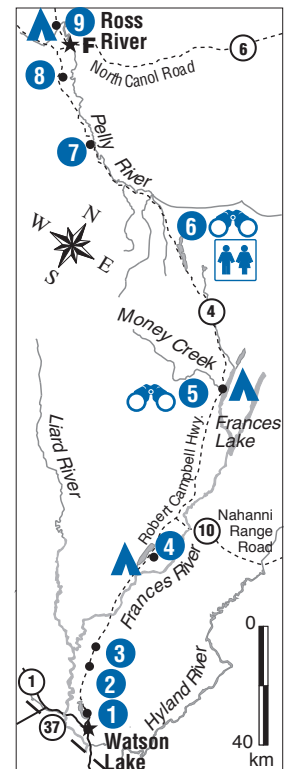 9 Ross
River
F
6
North Canol Road
8
7
Pelly
River
N
W
E
S
6
4
Money Creek
5
Frances
Lake
Liard River
Robert Campbell Hwy.
Nahanni
10 Range
Road
4
Frances River
0
3
2
1
1
37
Hyland River
Watson
Lake
40
km